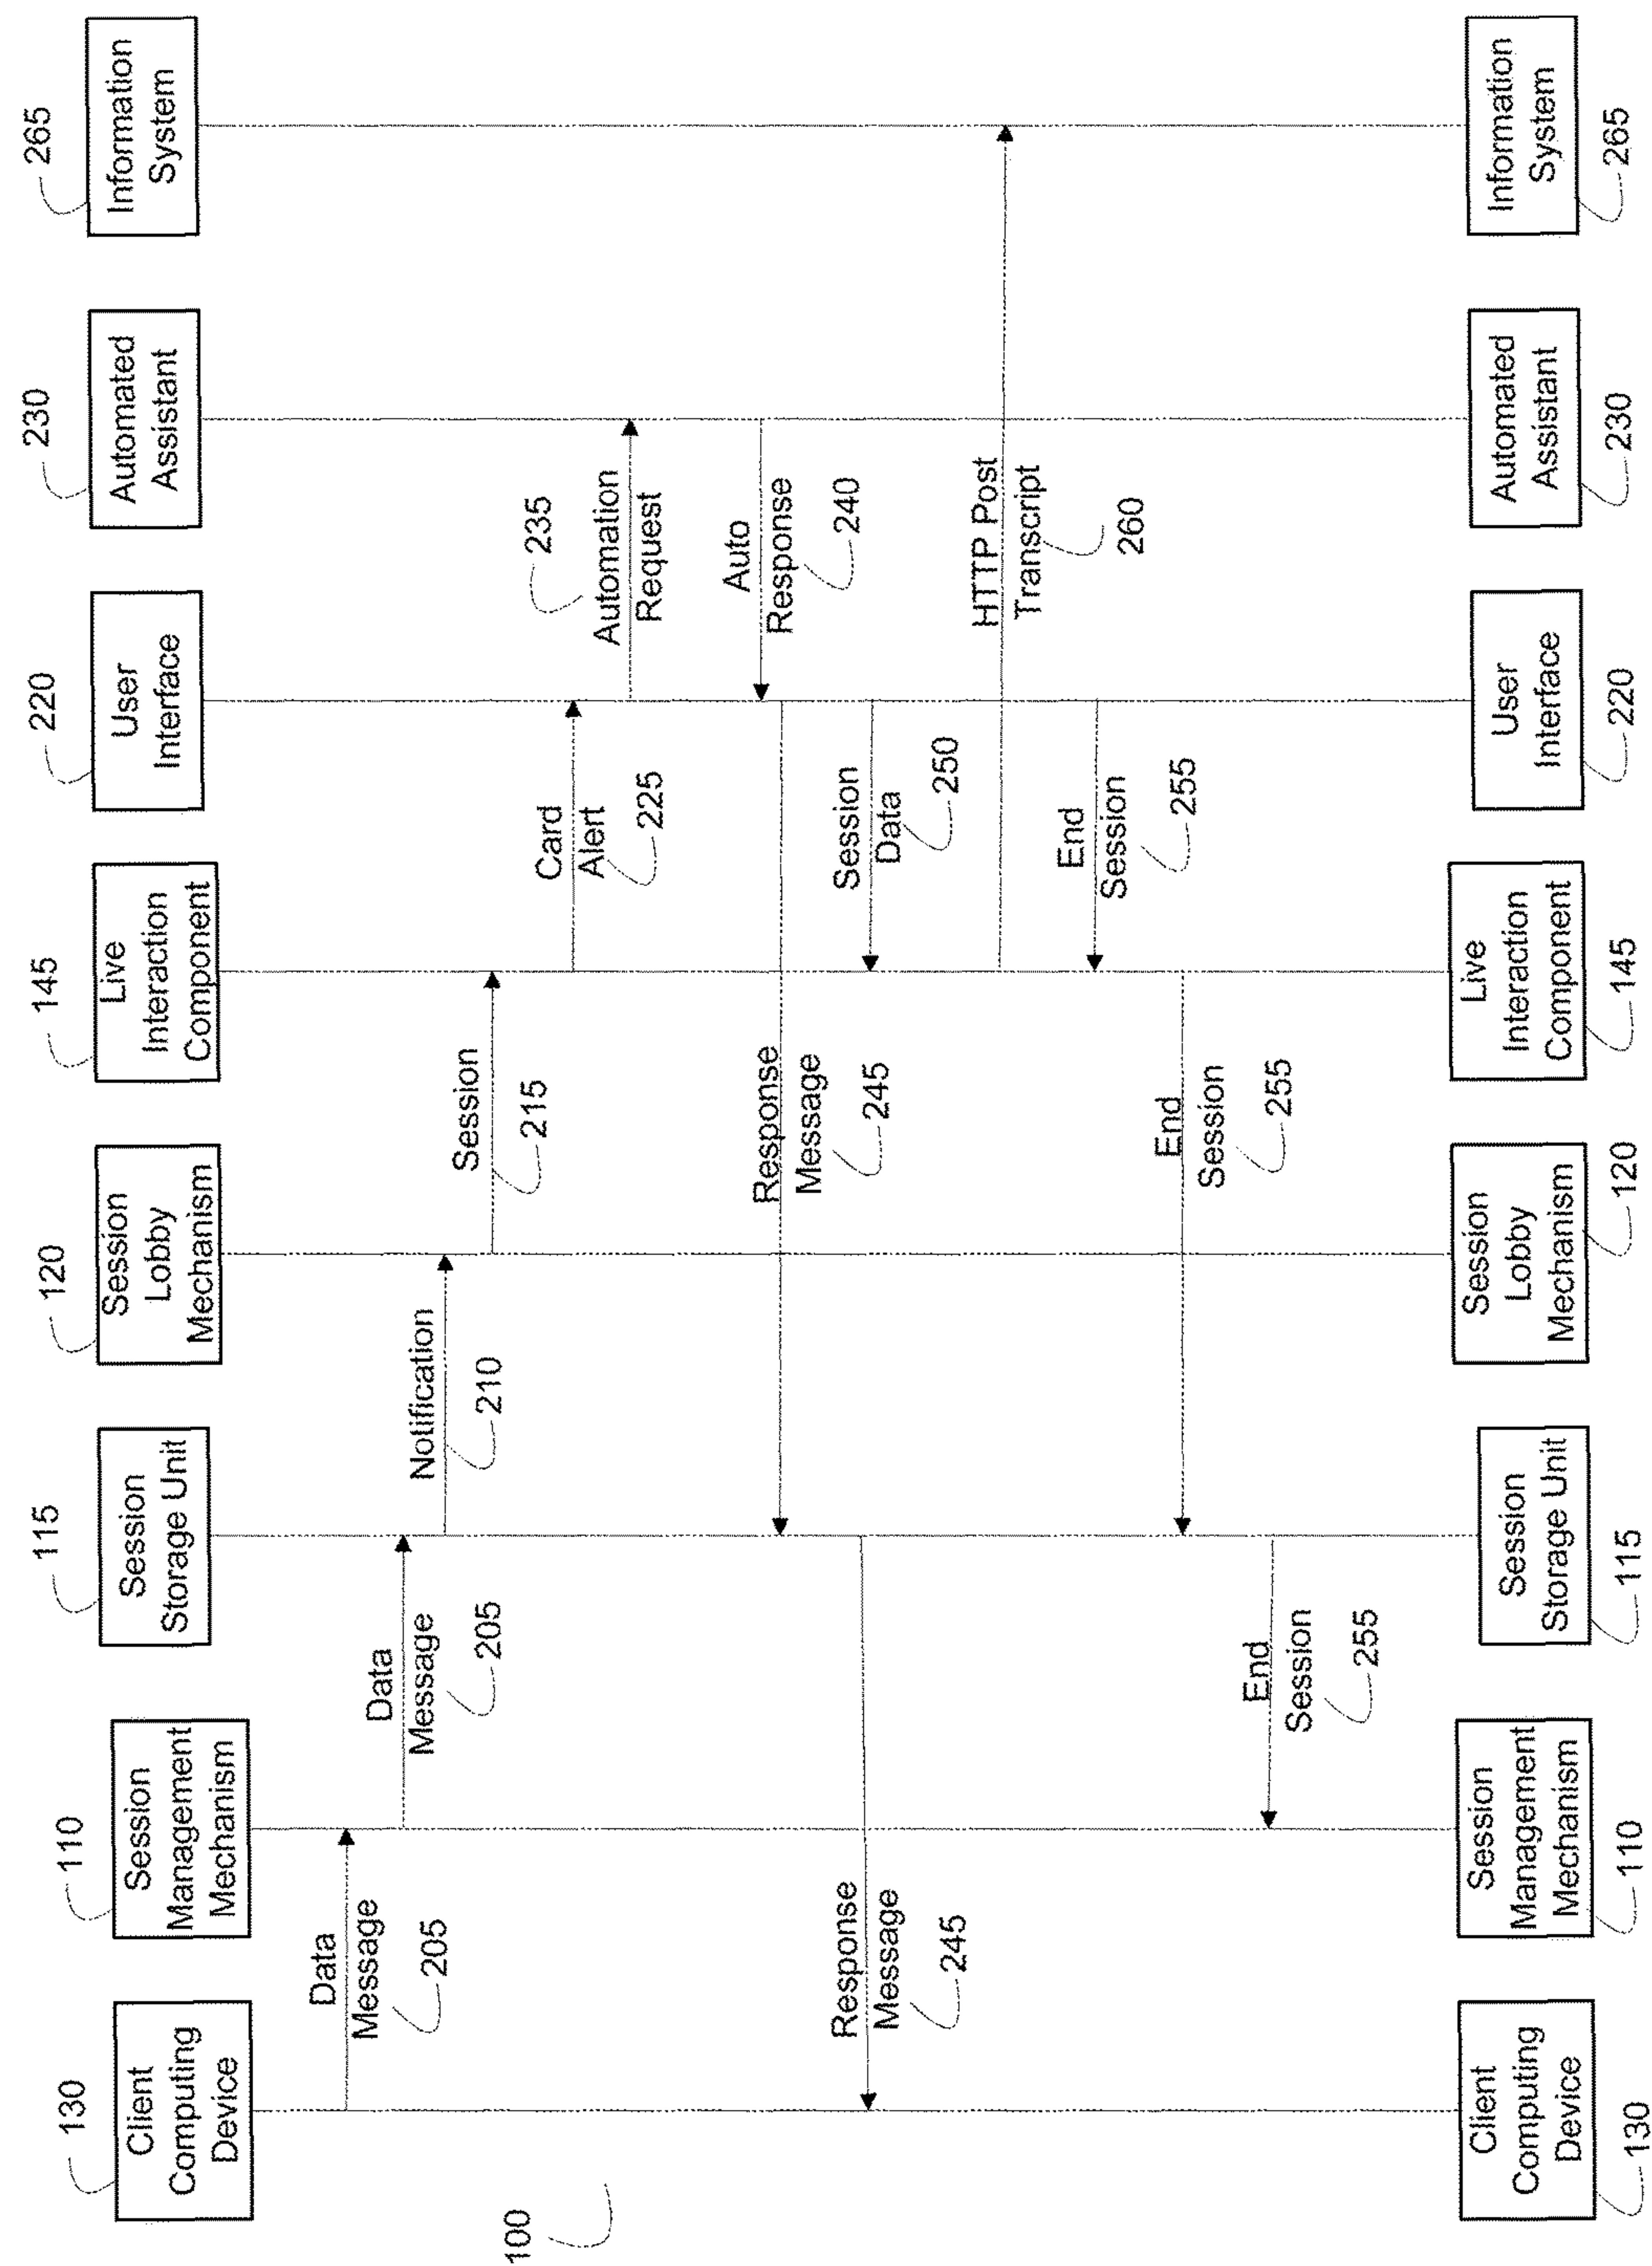 130
Client
Computing
Device
110
Session
Management
Mechanism
115
Session
Storage Unit
120
Session
Lobby
Mechanism
145
Live
Interaction
Component
220
User
Interface
230
Automated
Assistant
265
Information
System
100
Data
Message
205
Data
Message
205
Notification
210
Session
215
Card
Alert
225
235
Automation
Request
Auto
Response
240
Response
Message
245
Response
Message
245
Session
Data
250
HTTP Post
Transcript
260
End
Session
255
End
Session
255
End
Session
255
Client
Computing
Device
130
Session
Management
Mechanism
110
Session
Storage Unit
115
Session
Lobby
Mechanism
120
Live
Interaction
Component
145
User
Interface
220
Automated
Assistant
230
Information
System
265